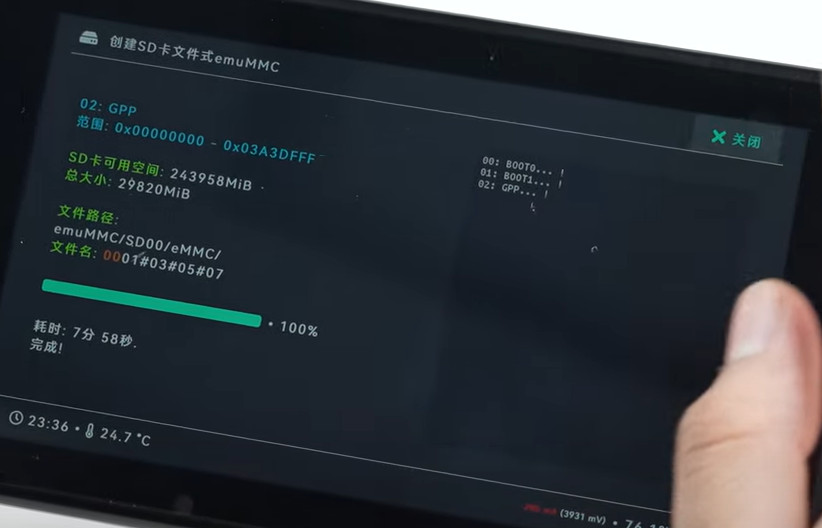 创建SD卡文件式emuMMC
关闭
02: GPP
范围: 0x00000000 - 0x03A3DFFF
SD卡可用空间: 243958MiB
总大小: 29820MiB
文件路径:
emuMMC/SD00/eMMC/
文件名: 0001#03#05#07
• 100%
耗时: 7分 58秒.
完成!
00: BOOT0... !
01: BOOT1... !
02: GPP... !
23:36 • 24.7 °C
(3931 mV) •